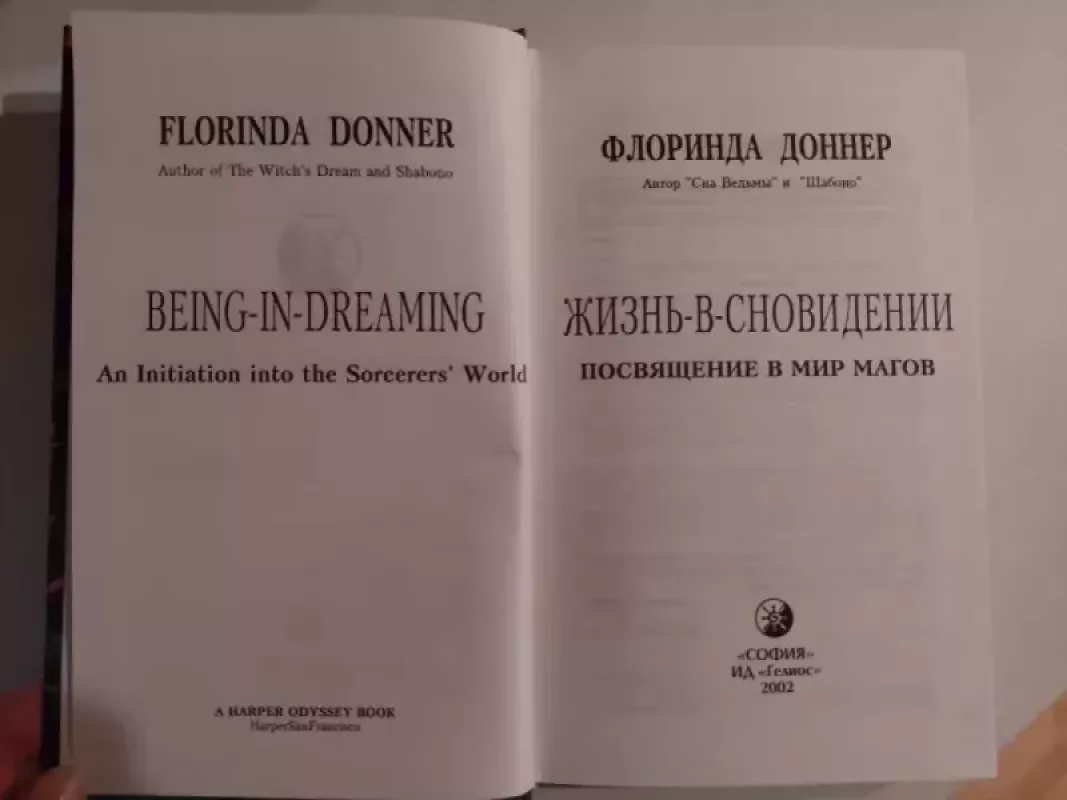 FLORINDA DONNER
Author of The Witch's Dream and Shabono
BEING-IN-DREAMING
An Initiation into the Sorcerers' World
A HARPER ODYSSEY BOOK
HarperSanFrancisco
ФЛОРИНДА ДОННЕР
Автор "Сна Ведьмы" и "Шабоно"
ЖИЗНЬ-В-СНОВИДЕНИИ
ПОСВЯЩЕНИЕ В МИР МАГОВ
«СОФИЯ»
ИД «Гелиос»
2002